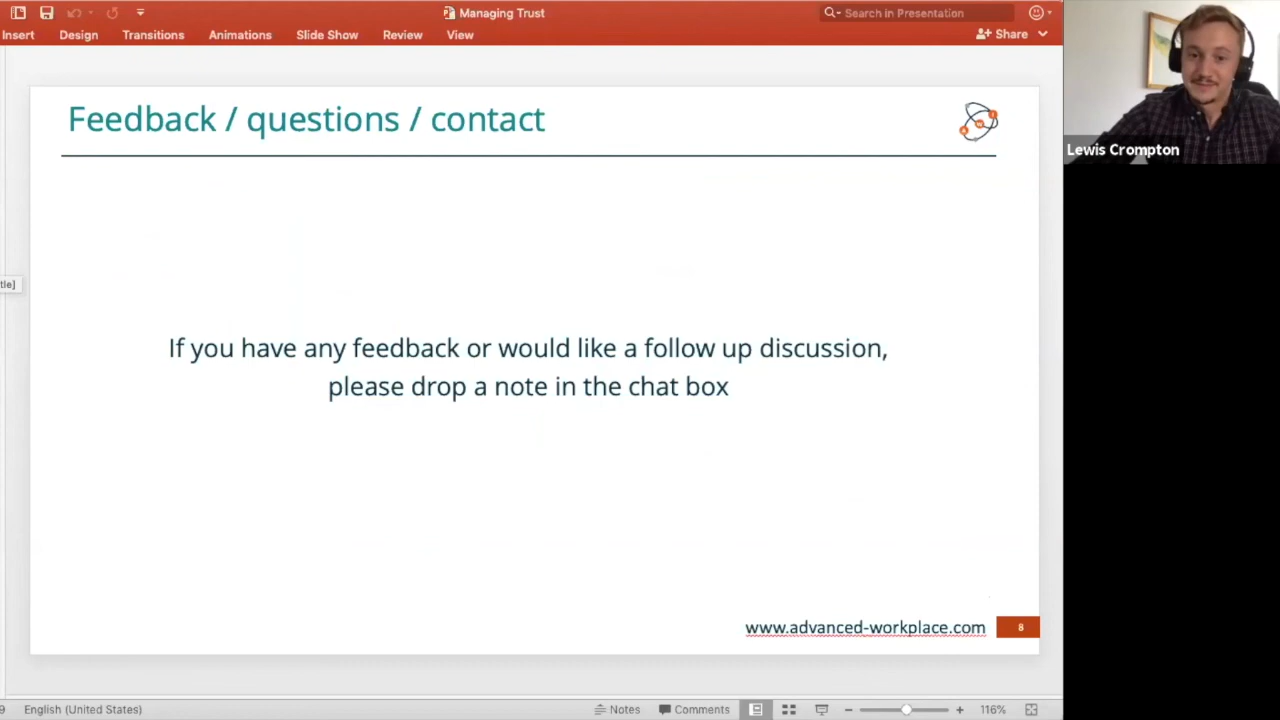 Managing Trust
Search in Presentation
Insert Design Transitions Animations Slide Show Review View
Share
Feedback / questions / contact
Lewis Crompton
tle]
If you have any feedback or would like a follow up discussion,
please drop a note in the chat box
www.advanced-workplace.com
8
9 English (United States)
Notes Comments
116%